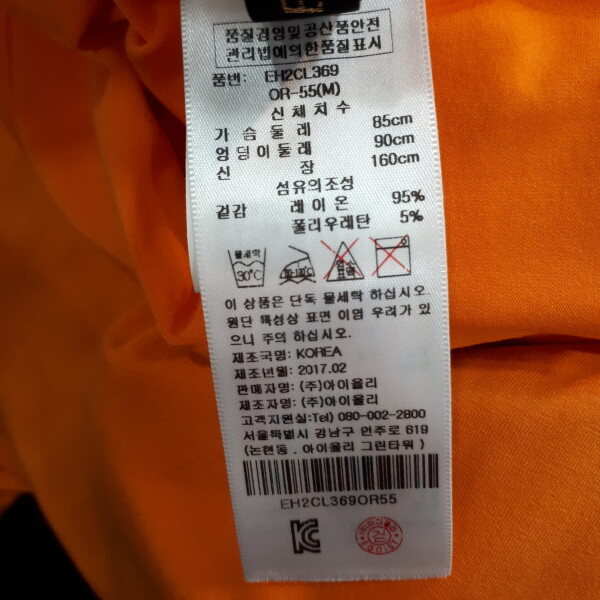 품질경영및공산품안전
관리법에의한품질표시
품번: EH2CL369
OR-55(M)
신체치수
가슴둘레 85cm
엉덩이둘레 90cm
신장 160cm
섬유의조성
겉감 레이온 95%
폴리우레탄 5%
물세탁
30℃
이 상품은 단독 물세탁 하십시오.
원단 특성상 표면 이염 우려가 있
으니 주의 하십시오.
제조국명: KOREA
제조년월: 2017.02
판매자명: (주)아이올리
제조자명: (주)아이올리
고객지원실:Tel) 080-002-2800
서울특별시 강남구 언주로 619
(논현동. 아이올리 그린타워)
EH2CL369OR55
EGOIST